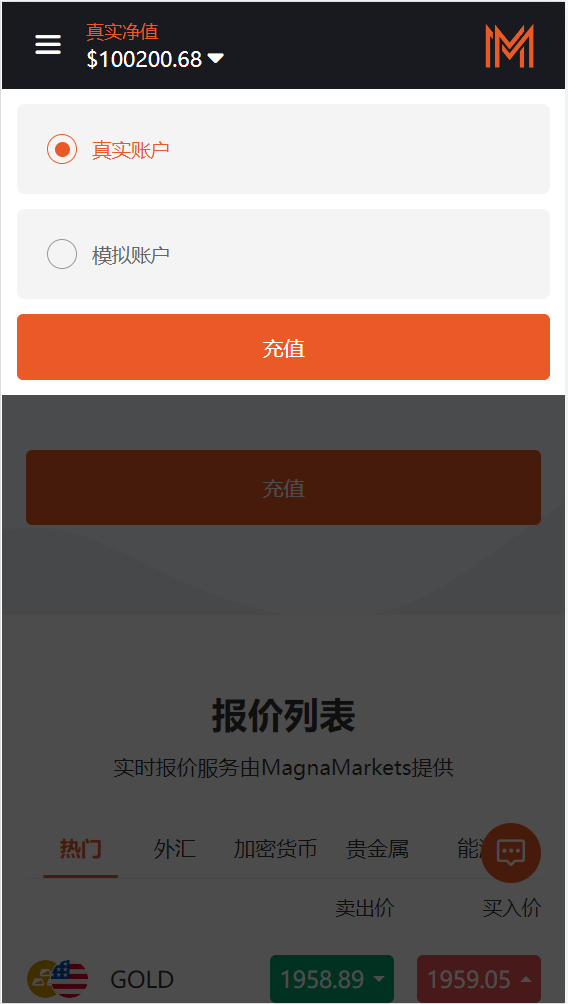 真实净值
$100200.68
真实账户
模拟账户
充值
充值
报价列表
实时报价服务由MagnaMarkets提供
热门 外汇 加密货币 贵金属 能
卖出价 买入价
GOLD 1958.89 1959.05